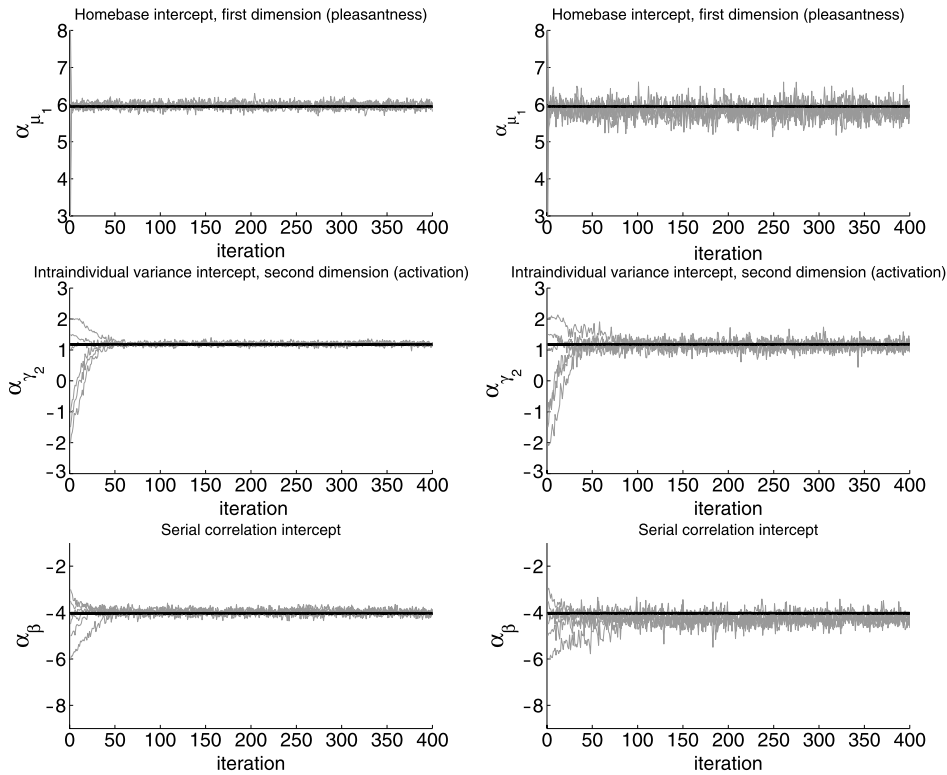 Homebase intercept, first dimension (pleasantness)
8
7
6
5
4
3
α μ 1
0 50 100 150 200 250 300 350 400
iteration
Homebase intercept, first dimension (pleasantness)
8
7
6
5
4
3
α μ 1
0 50 100 150 200 250 300 350 400
iteration
Intraindividual variance intercept, second dimension (activation)
3
2
1
0
−1
−2
−3
α γ 2
0 50 100 150 200 250 300 350 400
iteration
Intraindividual variance intercept, second dimension (activation)
3
2
1
0
−1
−2
−3
α γ 2
0 50 100 150 200 250 300 350 400
iteration
Serial correlation intercept
−2
−4
−6
−8
α β
0 50 100 150 200 250 300 350 400
iteration
Serial correlation intercept
−2
−4
−6
−8
α β
0 50 100 150 200 250 300 350 400
iteration